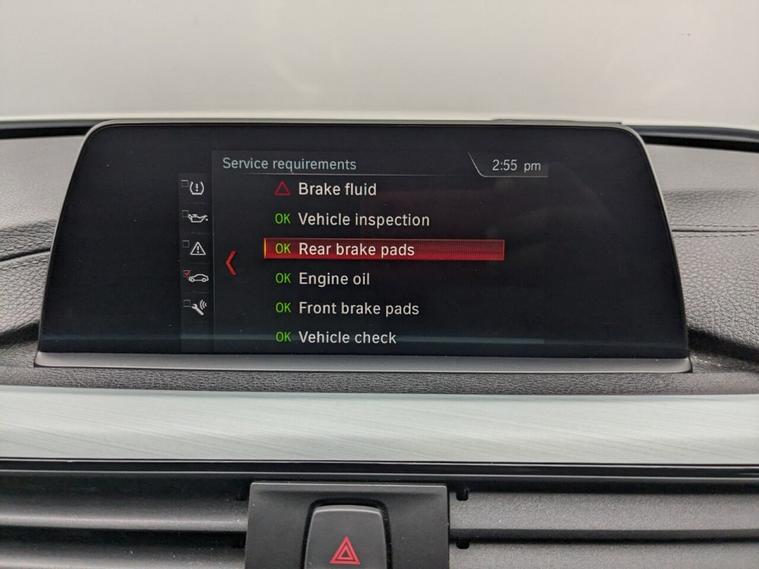 Service requirements
2:55 pm
Brake fluid
OK Vehicle inspection
OK Rear brake pads
OK Engine oil
OK Front brake pads
OK Vehicle check